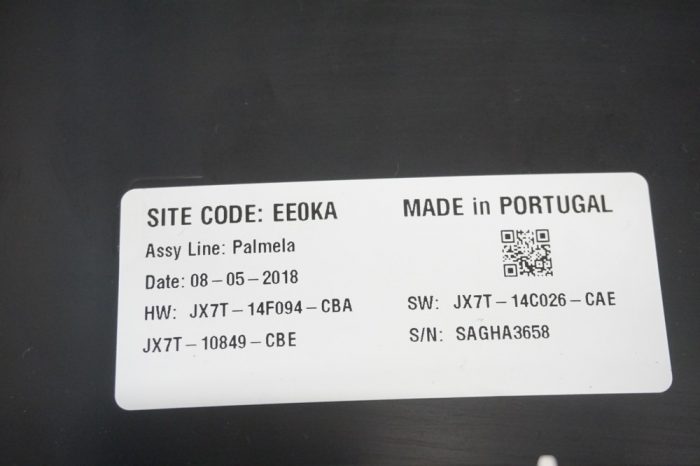 SITE CODE: EE0KA
MADE in PORTUGAL
Assy Line: Palmela
Date: 08-05-2018
HW: JX7T-14F094-CBA
SW: JX7T-14C026-CAE
JX7T-10849-CBE
S/N: SAGHA3658